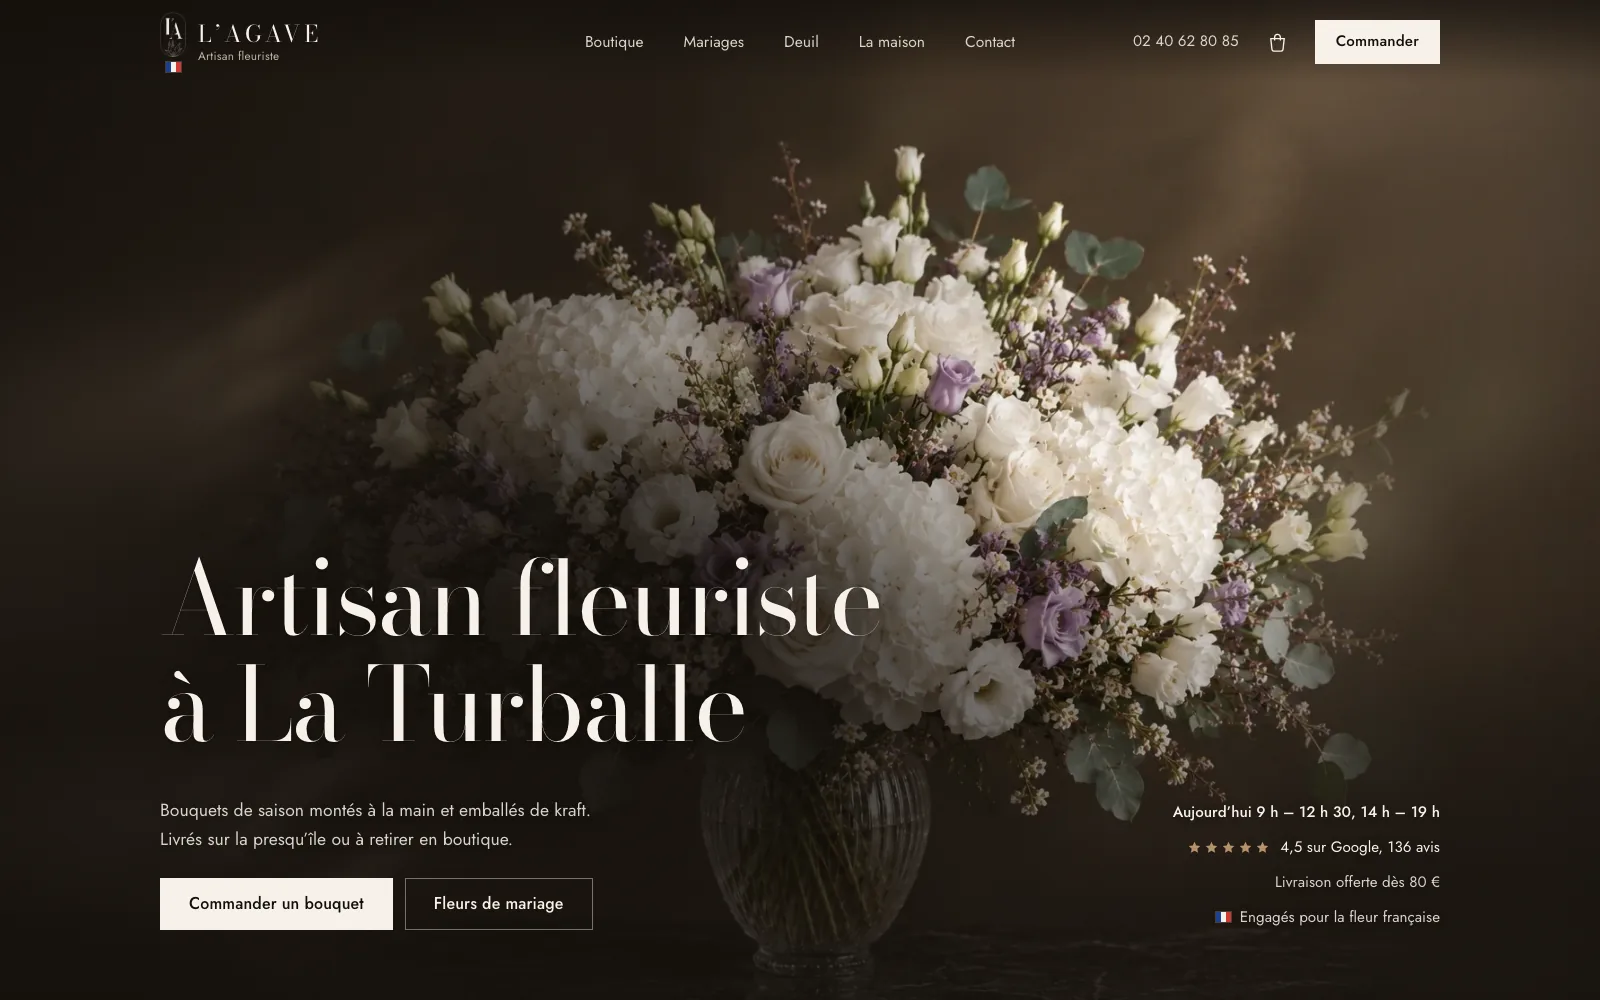 L'A
L’AGAVE
Artisan fleuriste
Boutique
Mariages
Deuil
La maison
Contact
02 40 62 80 85
Commander
Artisan fleuriste
à La Turballe
Bouquets de saison montés à la main et emballés de kraft.
Livrés sur la presqu’île ou à retirer en boutique.
Commander un bouquet
Fleurs de mariage
Aujourd’hui 9 h – 12 h 30, 14 h – 19 h
4,5 sur Google, 136 avis
Livraison offerte dès 80 €
Engagés pour la fleur française